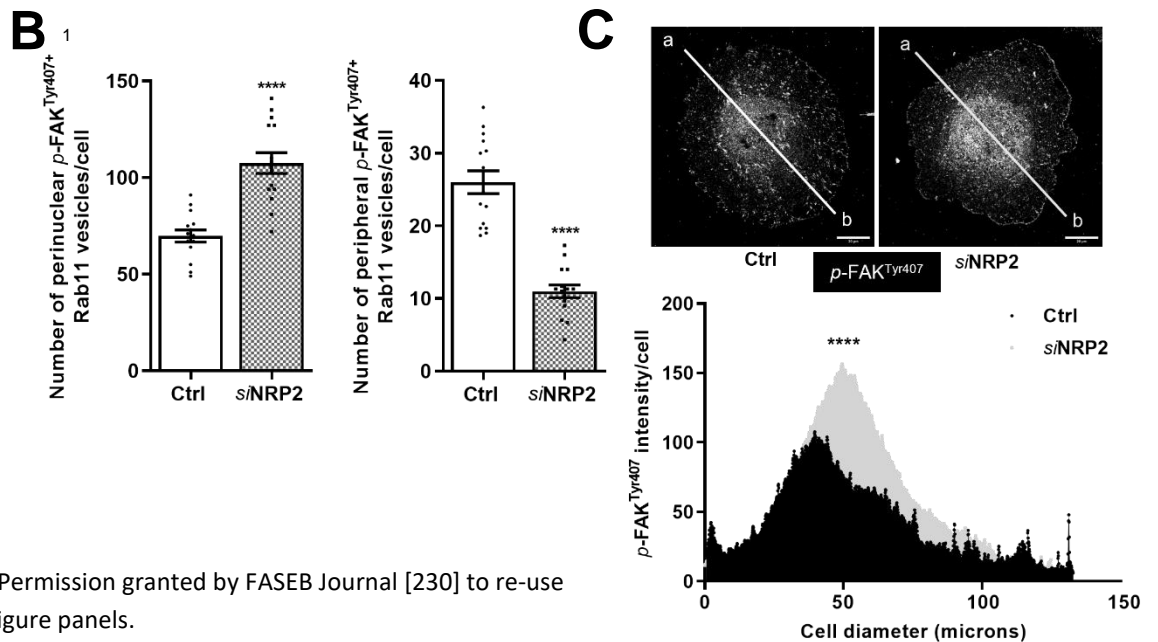 B
1
Number of perinuclear p-FAKTyr407+
Rab11 vesicles/cell
150
100
50
0
****
Ctrl
siNRP2
Number of peripheral p-FAKTyr407+
Rab11 vesicles/cell
40
30
20
10
0
****
Ctrl
siNRP2
C
a
b
a
b
Ctrl
p-FAKTyr407
siNRP2
p-FAKTyr407 intensity/cell
200
150
100
50
0
****
Ctrl
siNRP2
0
50
100
150
Cell diameter (microns)
Permission granted by FASEB Journal [230] to re-use
igure panels.